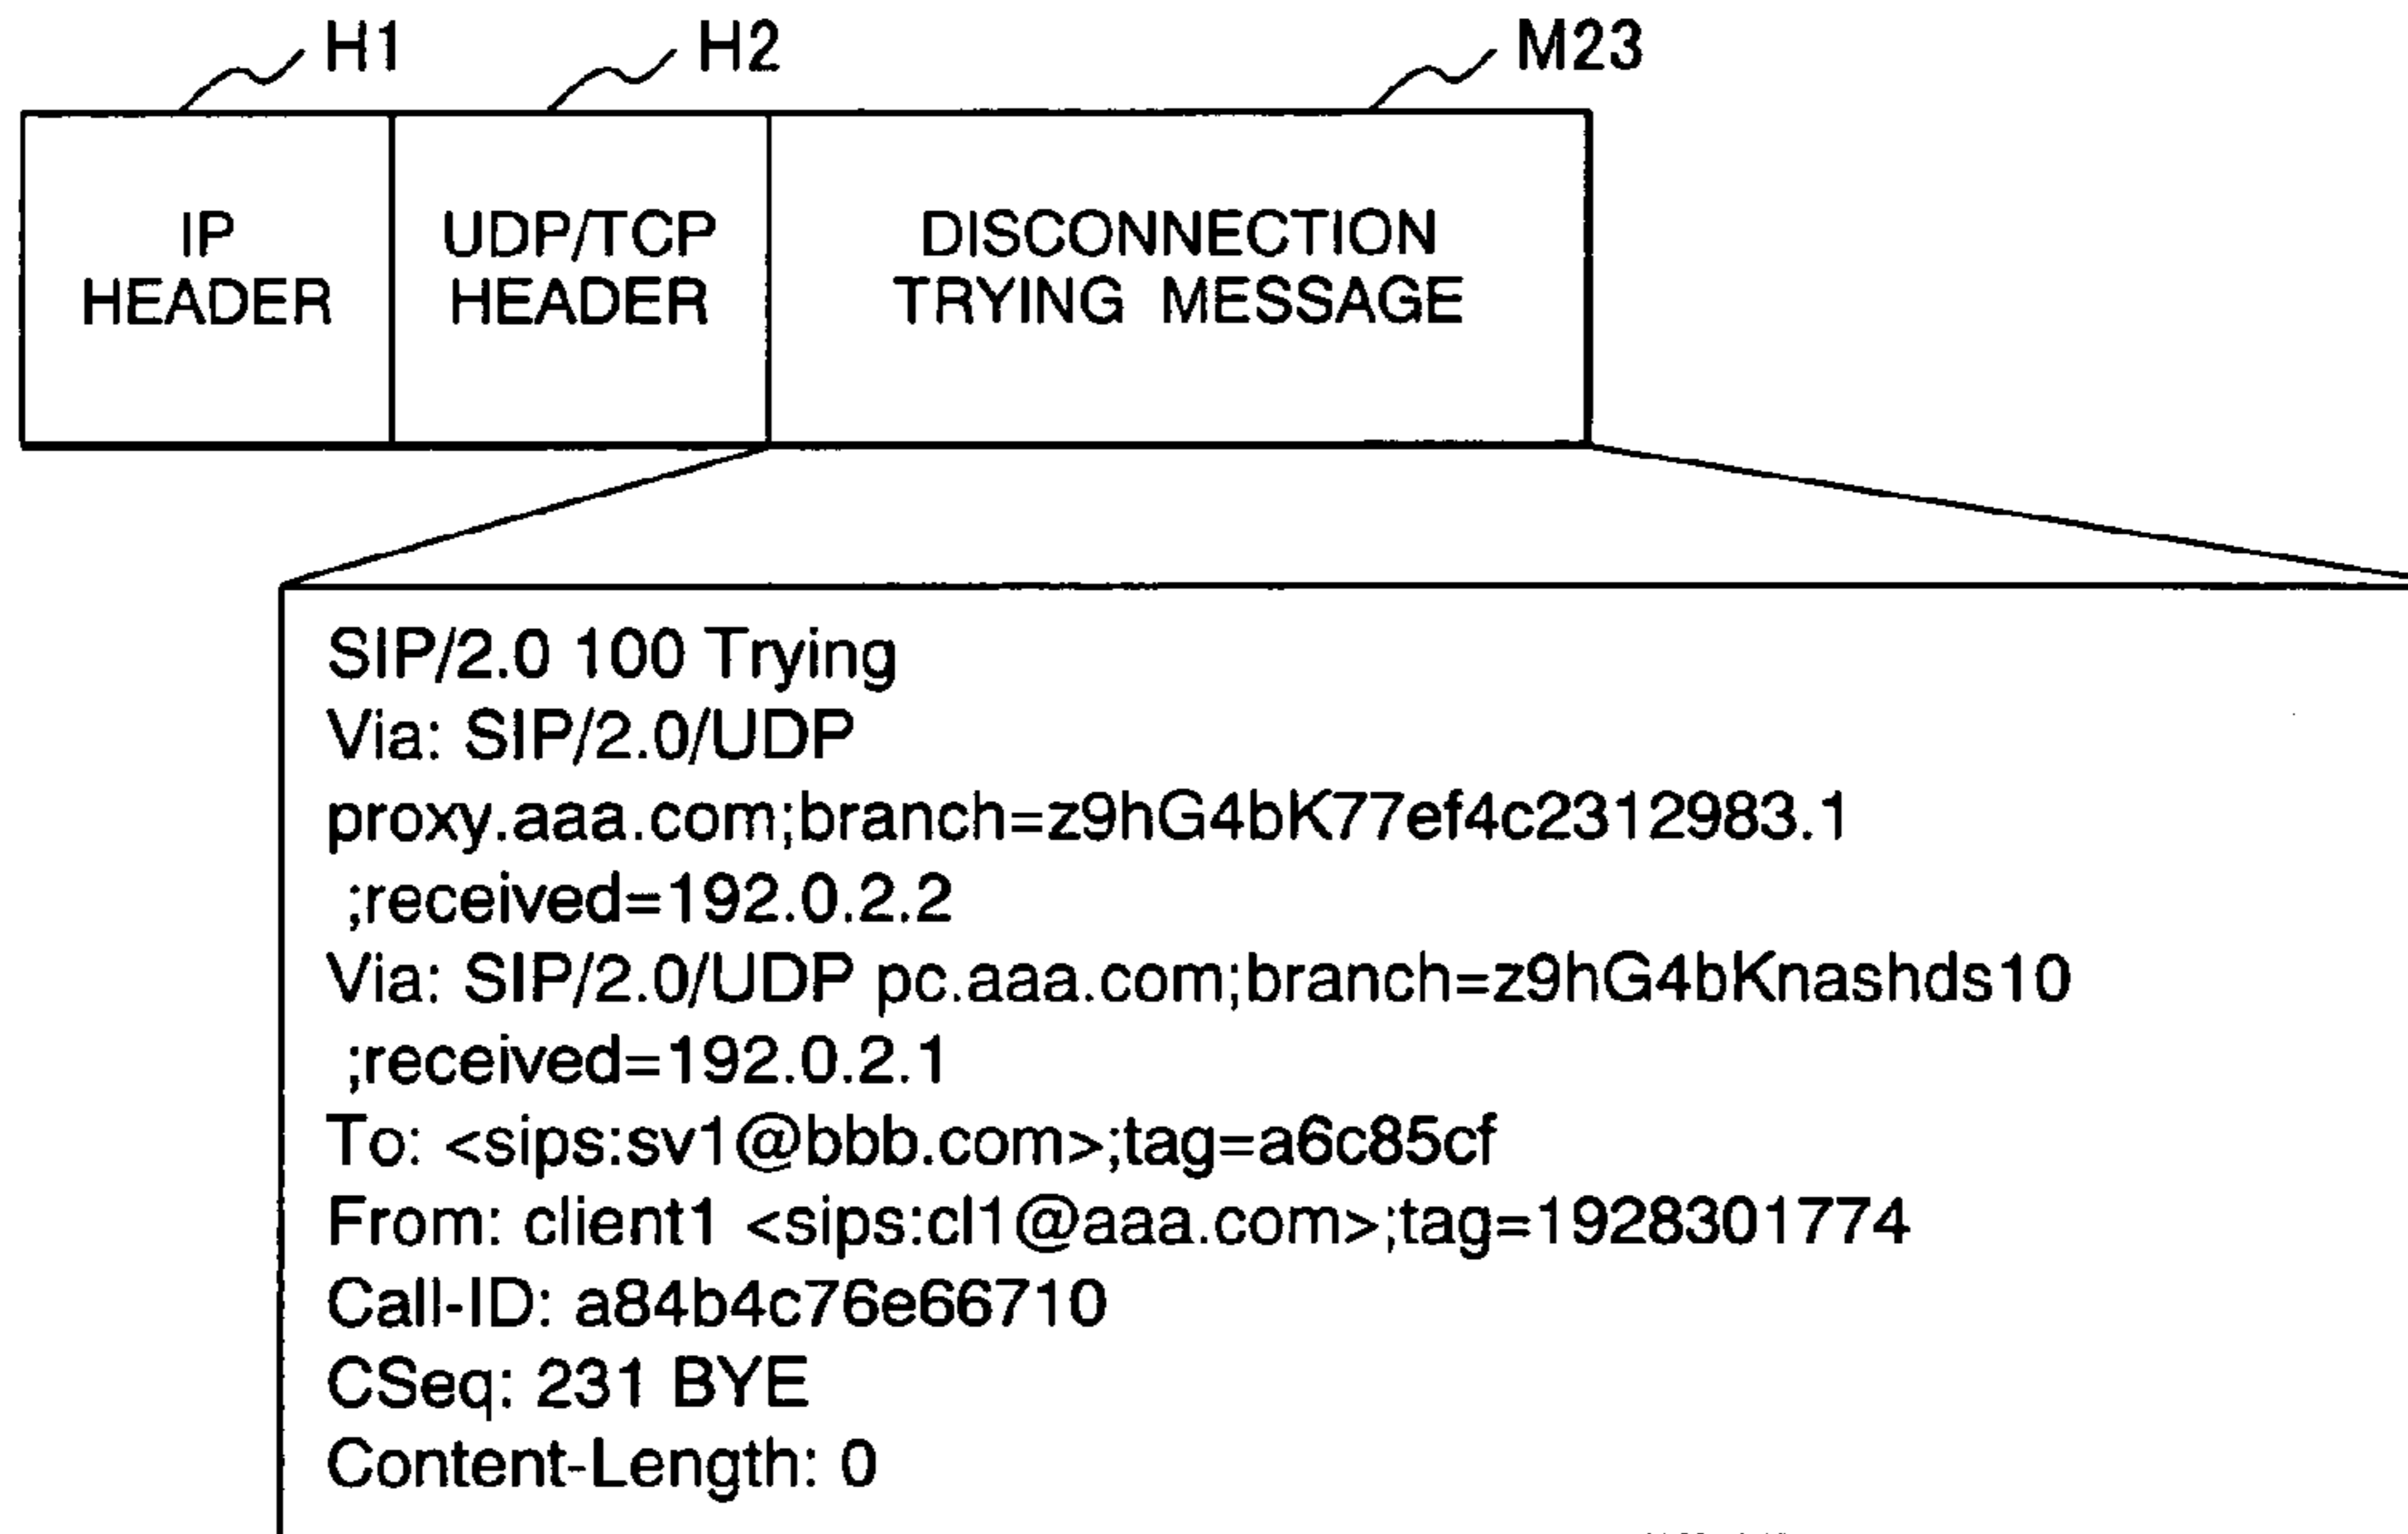 H1 H2 M23
IP HEADER
UDP/TCP HEADER
DISCONNECTION TRYING MESSAGE
SIP/2.0 100 Trying
Via: SIP/2.0/UDP
proxy.aaa.com;branch=z9hG4bK77ef4c2312983.1
;received=192.0.2.2
Via: SIP/2.0/UDP pc.aaa.com;branch=z9hG4bKnashds10
;received=192.0.2.1
To: <sips:sv1@bbb.com>;tag=a6c85cf
From: client1 <sips:cl1@aaa.com>;tag=1928301774
Call-ID: a84b4c76e66710
CSeq: 231 BYE
Content-Length: 0